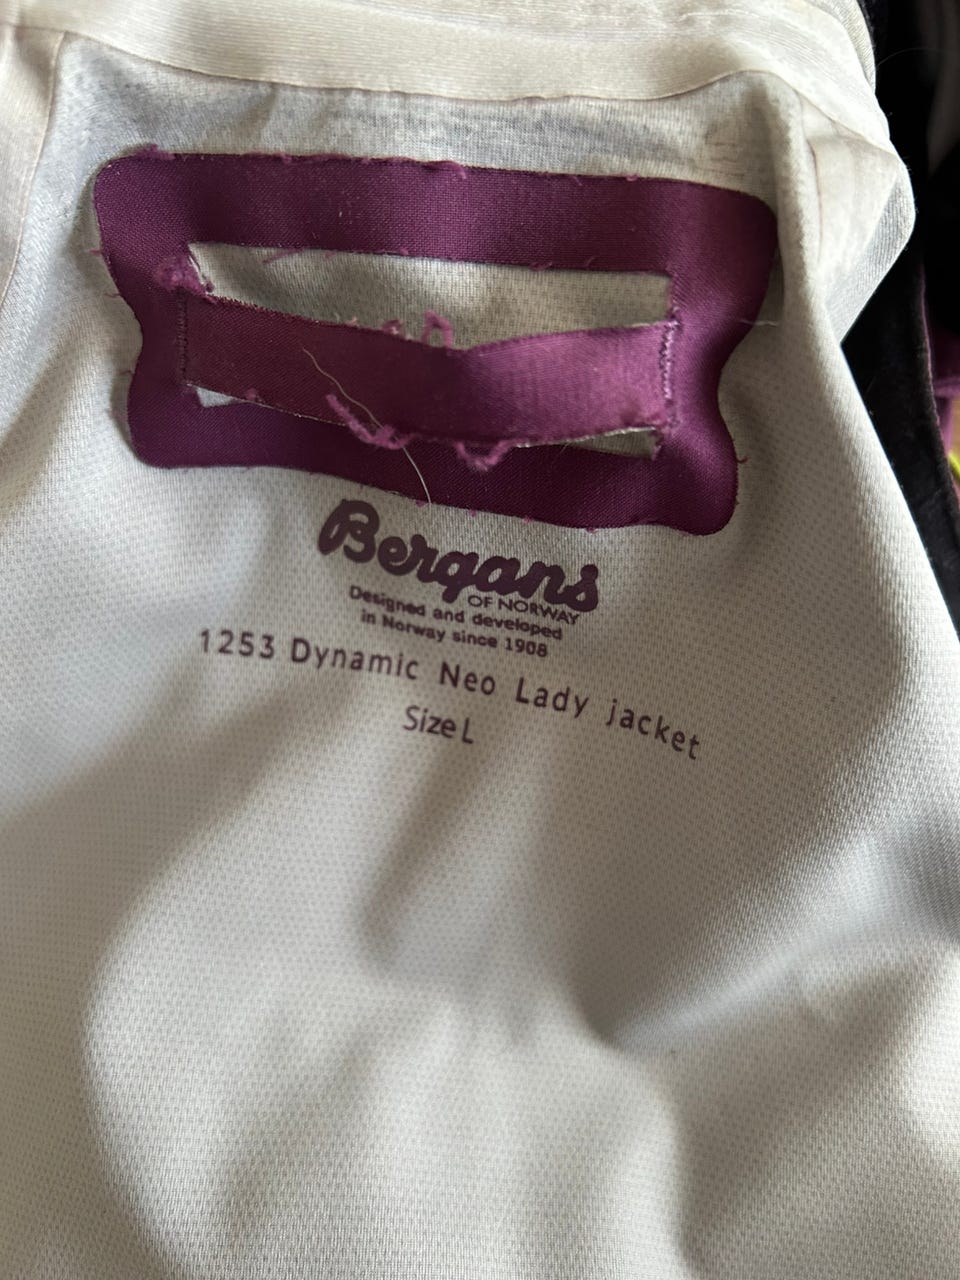 Bergans
OF NORWAY
Designed and developed
in Norway since 1908
1253 Dynamic Neo Lady jacket
Size L